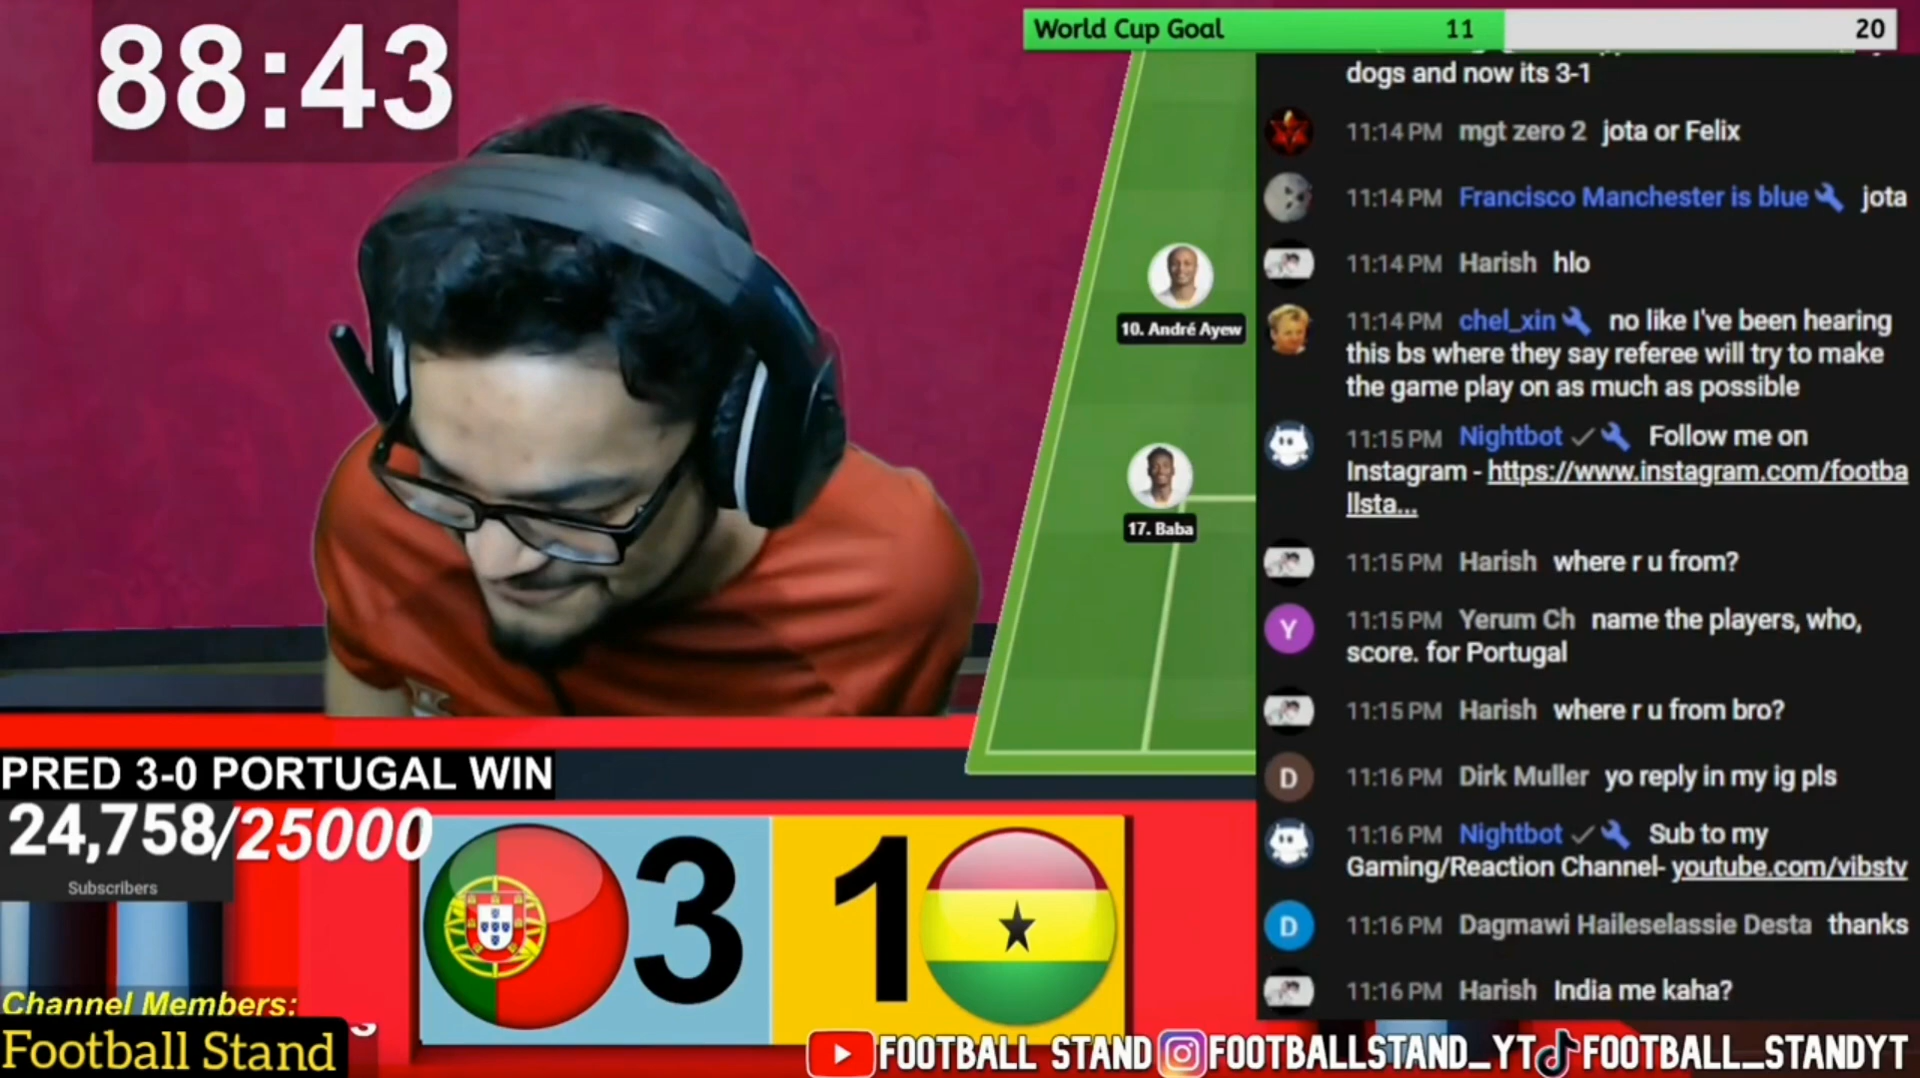 88:43
World Cup Goal 11 20
dogs and now its 3-1
11:14 PM mgt zero 2 jota or Felix
11:14 PM Francisco Manchester is blue jota
11:14 PM Harish hlo
11:14 PM chel_xin no like I've been hearing
this bs where they say referee will try to make
the game play on as much as possible
11:15 PM Nightbot Follow me on
Instagram - https://www.instagram.com/footba
llsta...
11:15 PM Harish where r u from?
Y 11:15 PM Yerum Ch name the players, who,
score. for Portugal
11:15 PM Harish where r u from bro?
D 11:16 PM Dirk Muller yo reply in my ig pls
11:16 PM Nightbot Sub to my
Gaming/Reaction Channel- youtube.com/vibstv
D 11:16 PM Dagmawi Haileselassie Desta thanks
11:16 PM Harish India me kaha?
10. André Ayew
17. Baba
PRED 3-0 PORTUGAL WIN
24,758/25000
Subscribers
3 1
Channel Members:
Football Stand
FOOTBALL STAND FOOTBALLSTAND_YT FOOTBALL_STANDYT